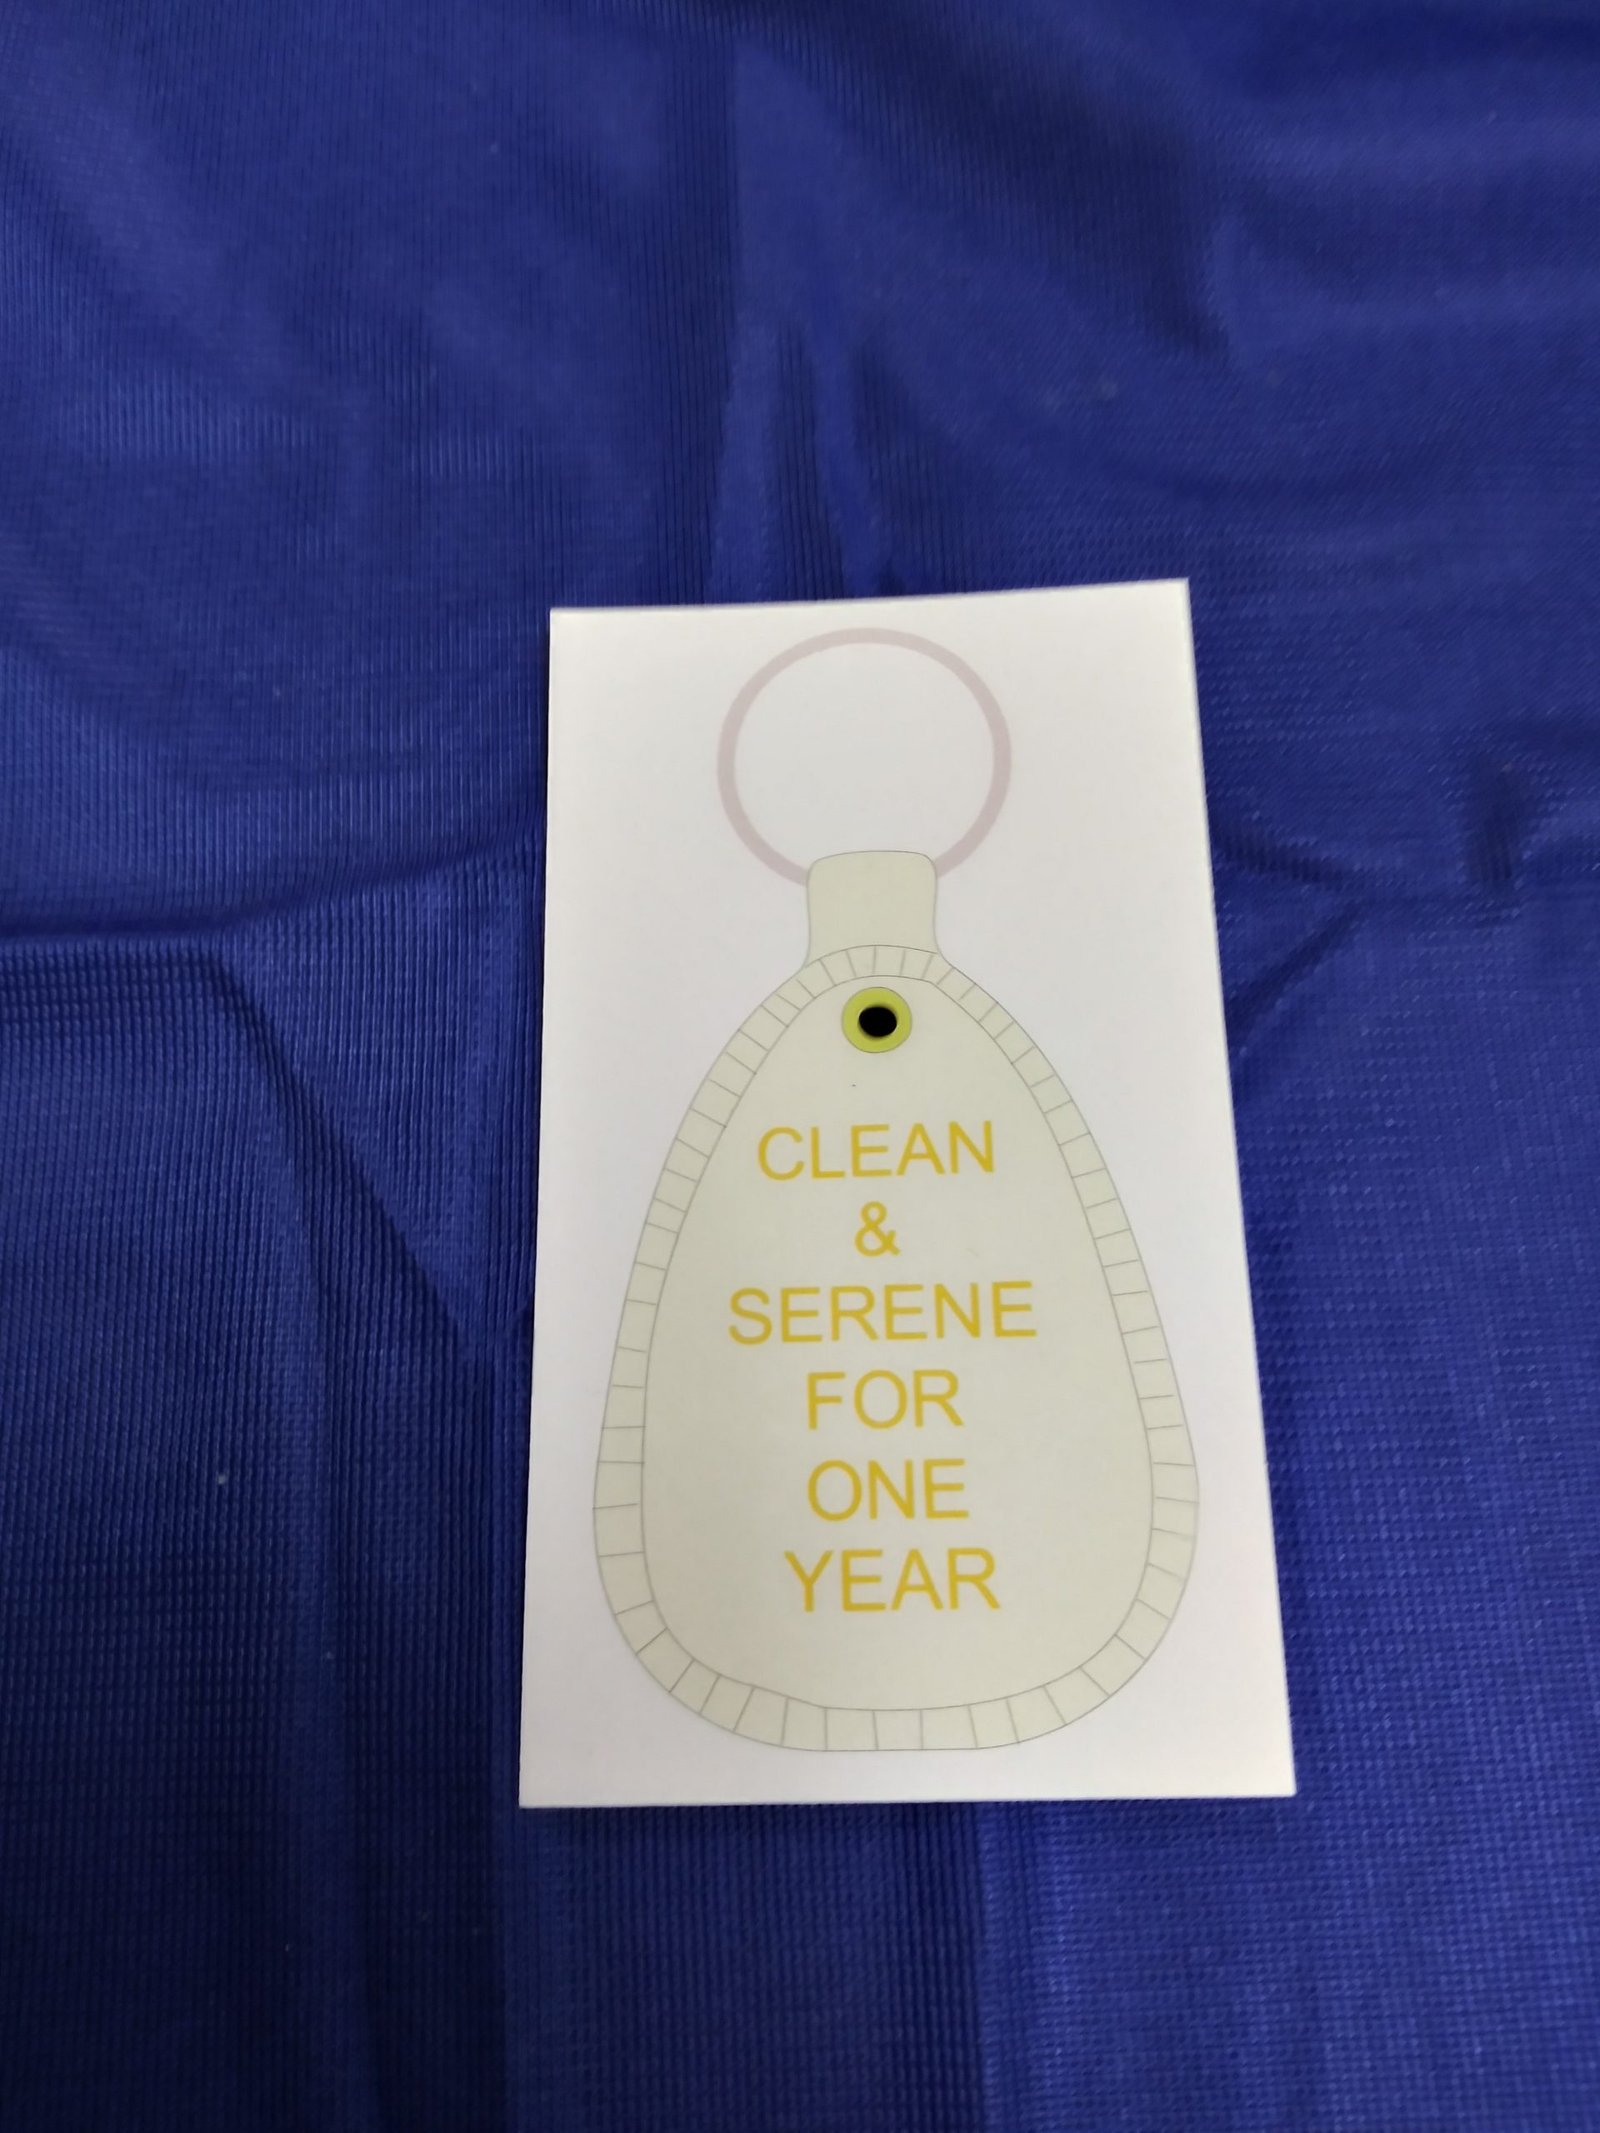 CLEAN
&
SERENE
FOR
ONE
YEAR